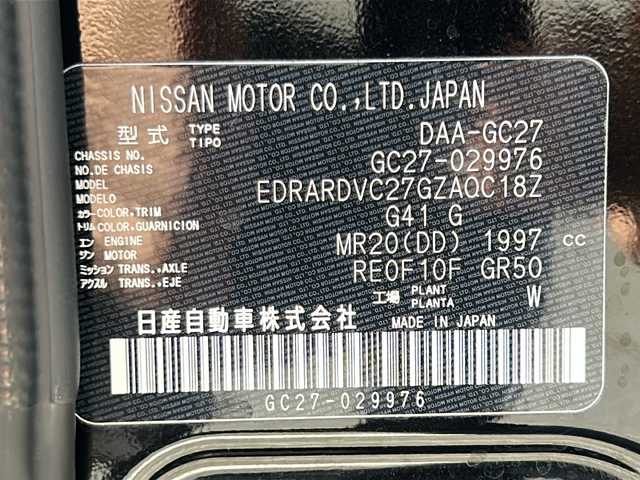 NISSAN MOTOR CO.,LTD.JAPAN
型式 TYPE TIPO DAA-GC27
CHASSIS NO. NO.DE CHASIS GC27-029976
MODEL MODELO EDRARDVC27GZAOC18Z
カラー COLOR,TRIM トリム COLOR,GUARNICION G41 G
エンジン ENGINE MOTOR MR20(DD) 1997 CC
ミッション TRANS.,AXLE アクスル TRANS.,EJE RE0F10F GR50
工場 PLANT PLANTA W
日産自動車株式会社 MADE IN JAPAN
GC27-029976